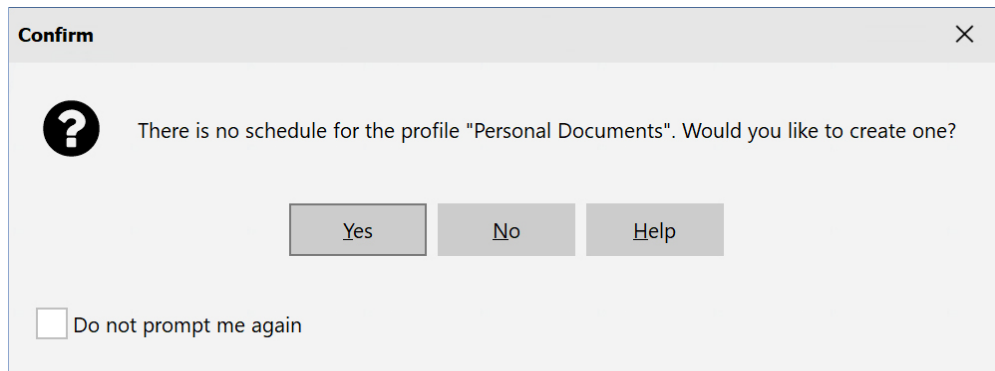 Confirm
There is no schedule for the profile "Personal Documents". Would you like to create one?
Yes
No
Help
Do not prompt me again